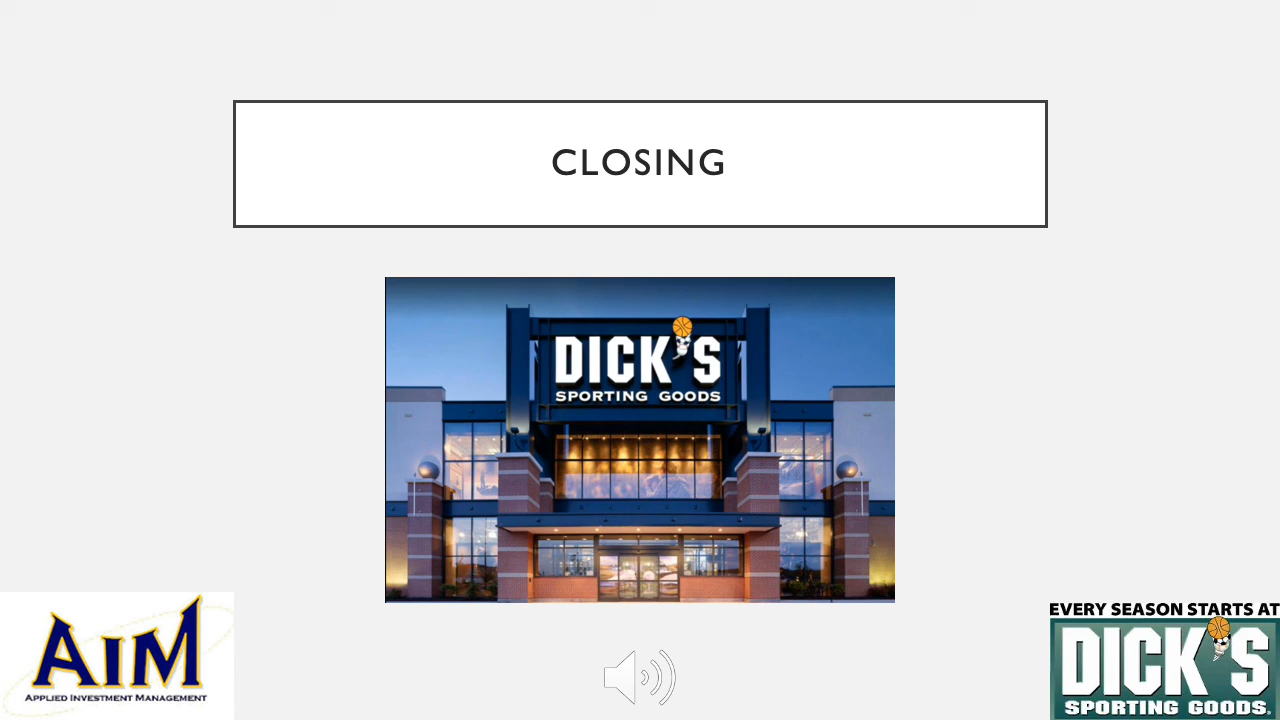 CLOSING
DICK'S
SPORTING GOODS
AIM
APPLIED INVESTMENT MANAGEMENT
EVERY SEASON STARTS AT
DICK'S
SPORTING GOODS®